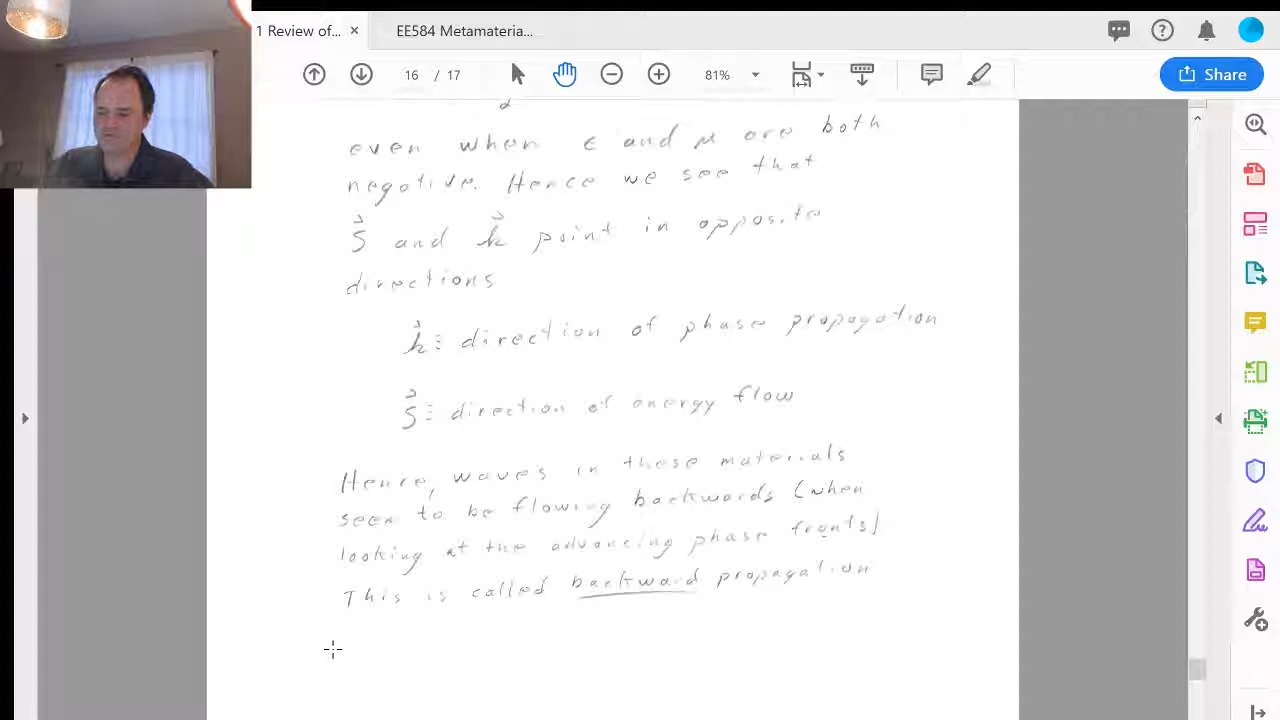 1 Review of...
EE584 Metamateria...
16 / 17
81%
Share
even when ϵ and μ are both
negative. Hence we see that
S⃗ and k⃗ point in opposite
directions
k⃗ ≡ direction of phase propagation
S⃗ ≡ direction of energy flow
Hence, waves in these materials
seem to be flowing backwards (when
looking at the advancing phase fronts)
This is called backward propagation